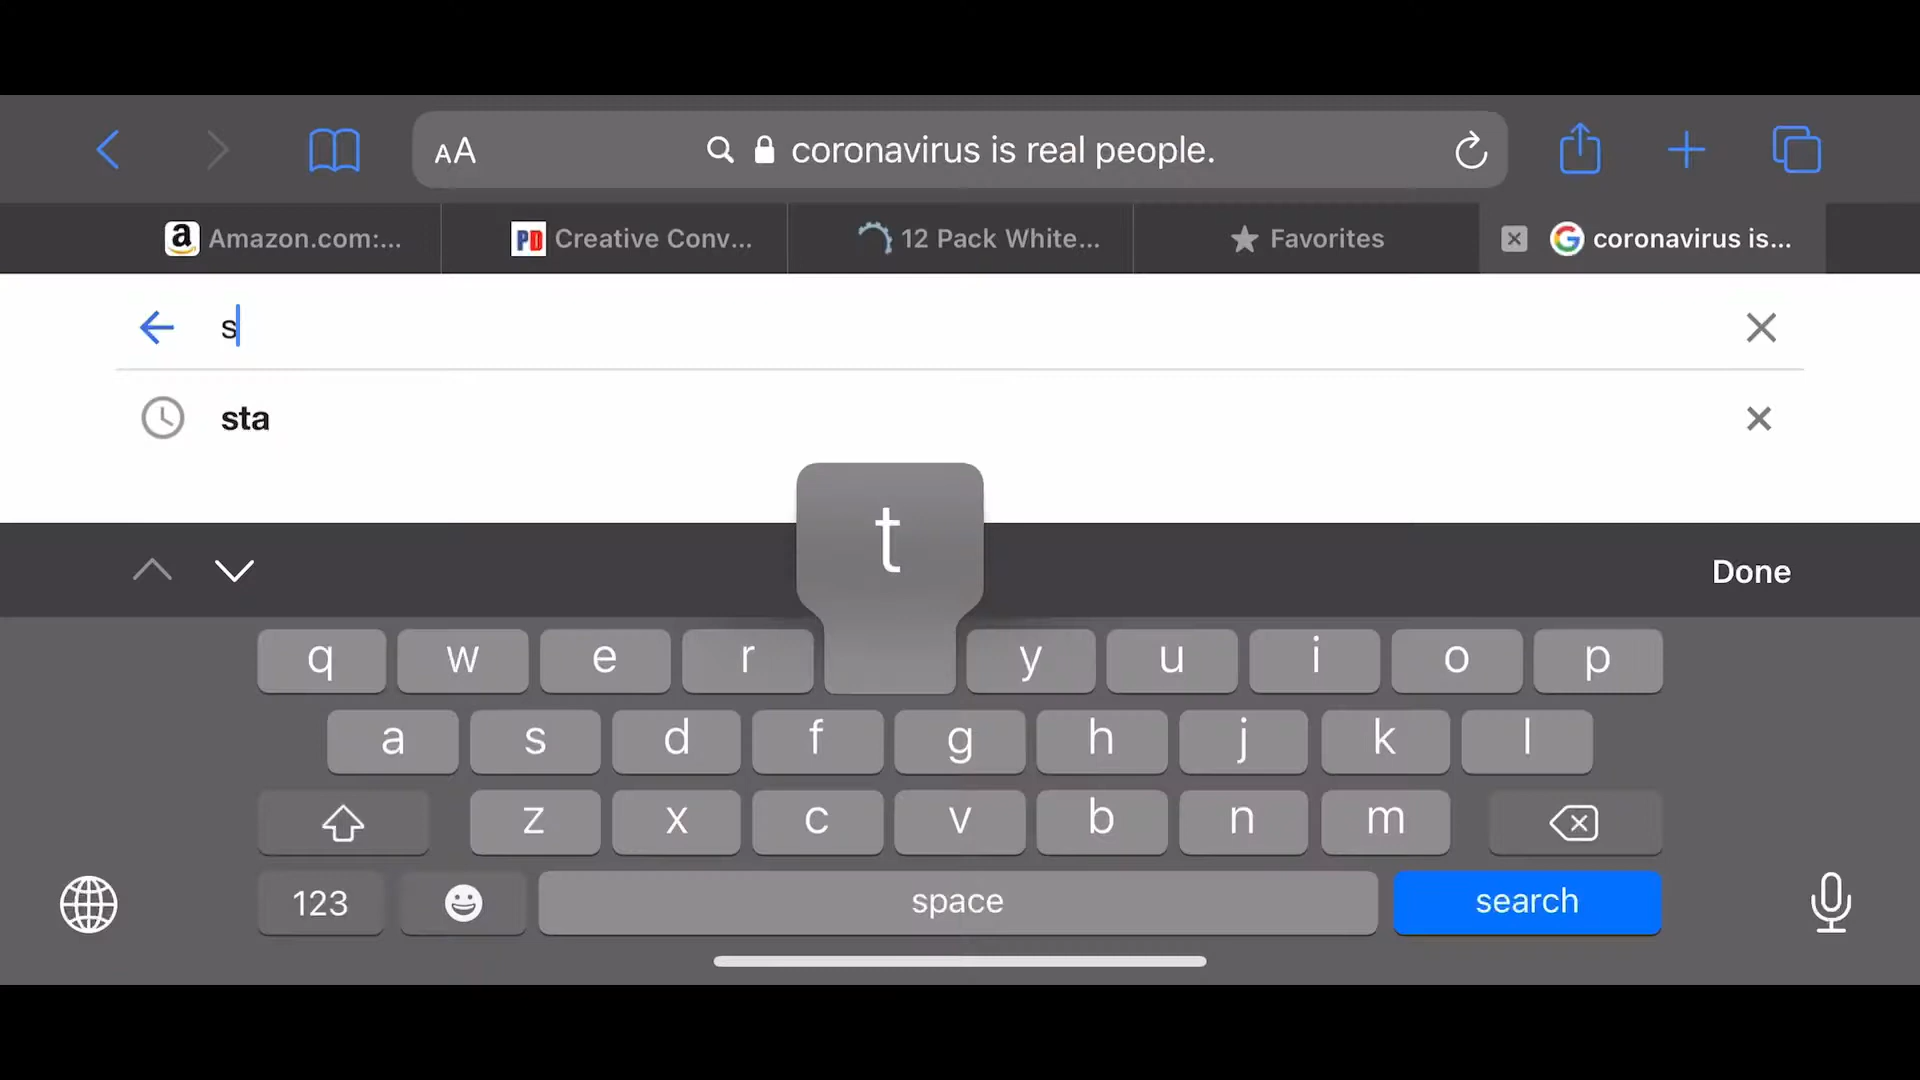 AA coronavirus is real people.
a Amazon.com:... PD Creative Conv... 12 Pack White... Favorites G coronavirus is...
s
sta
t
Done
q w e r y u i o p
a s d f g h j k l
z x c v b n m
123 space search